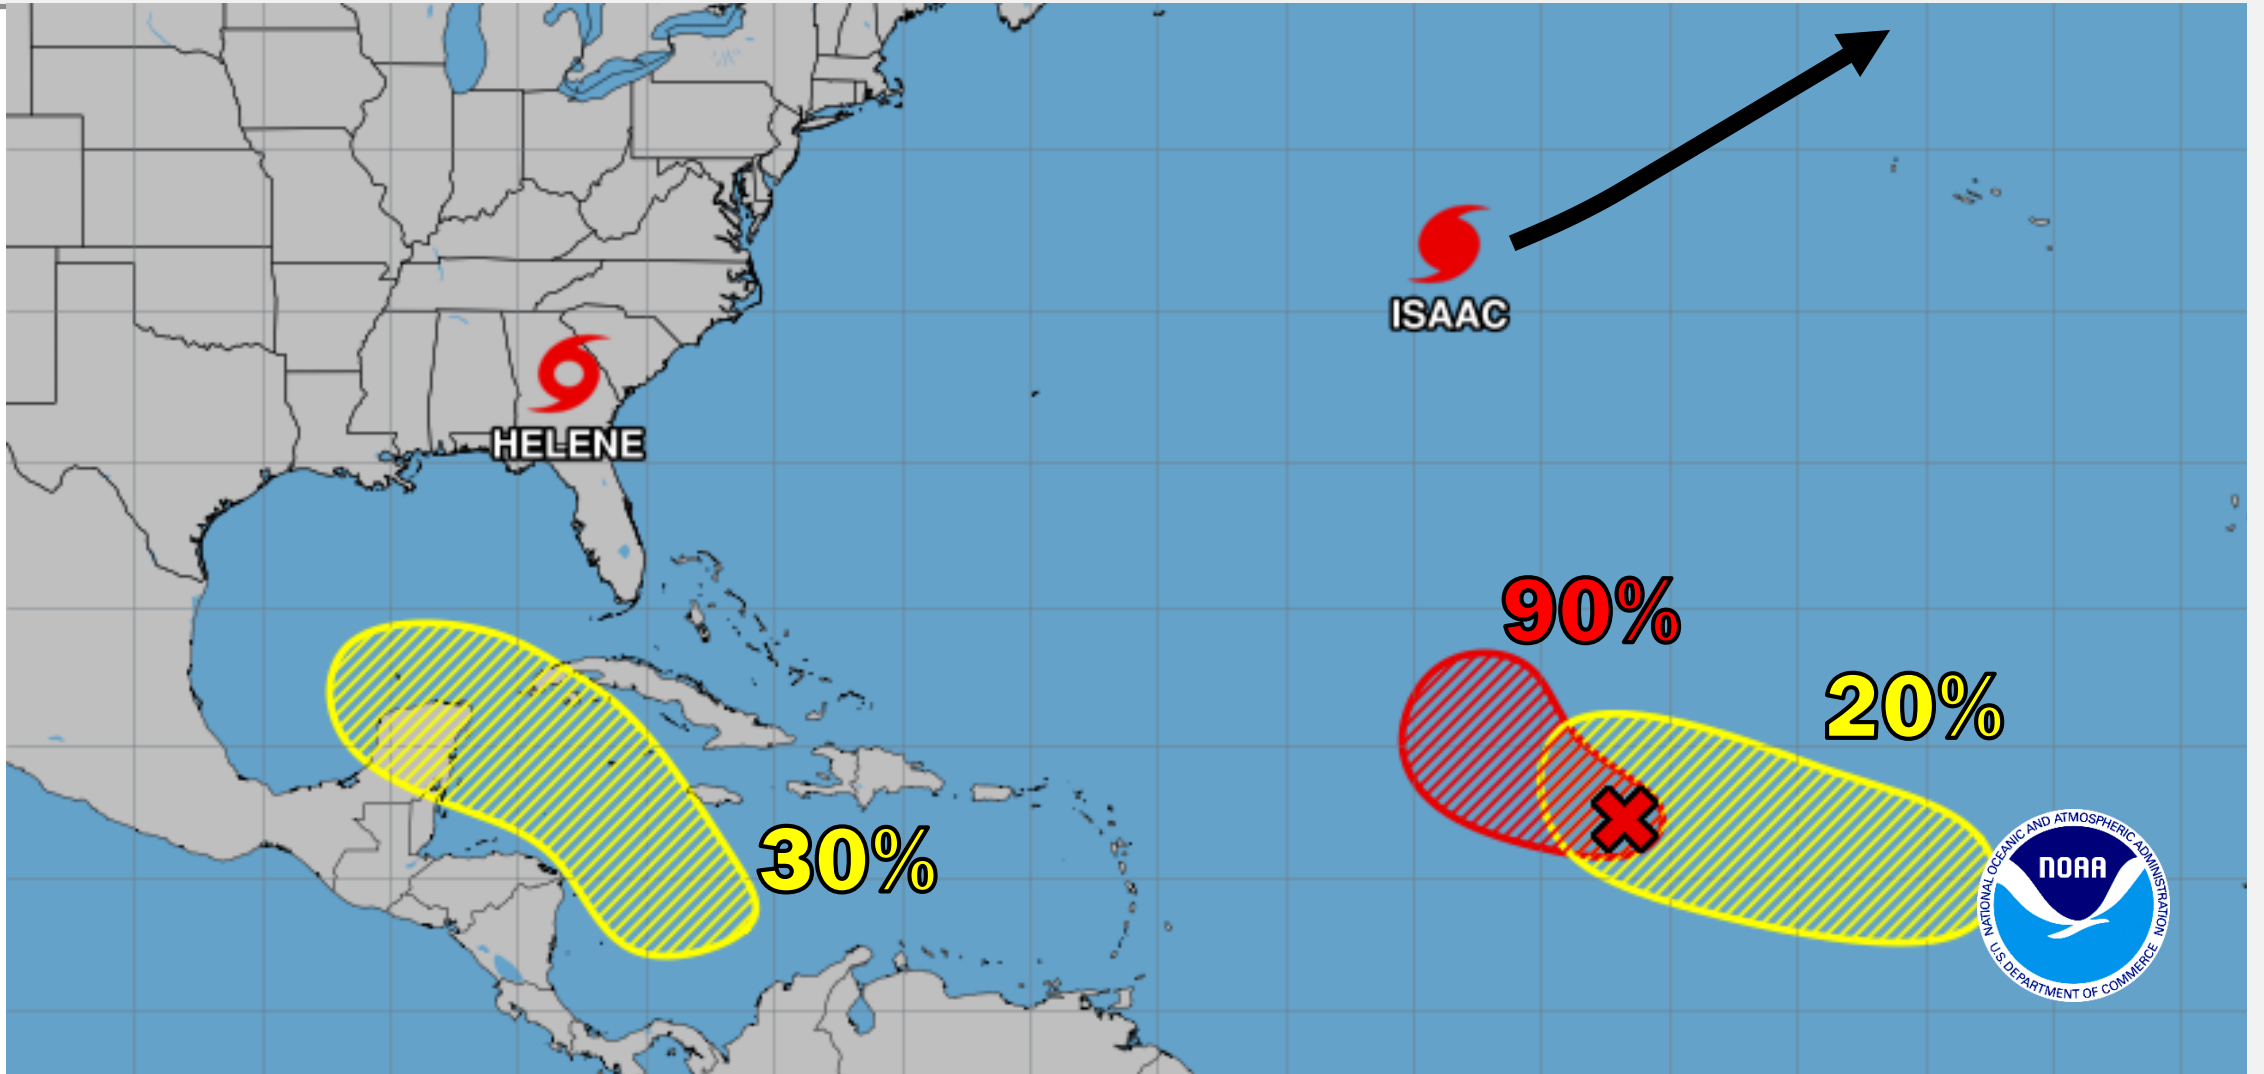 ISAAC
HELENE
90%
20%
30%
NOAA
NATIONAL OCEANIC AND ATMOSPHERIC ADMINISTRATION
U.S. DEPARTMENT OF COMMERCE